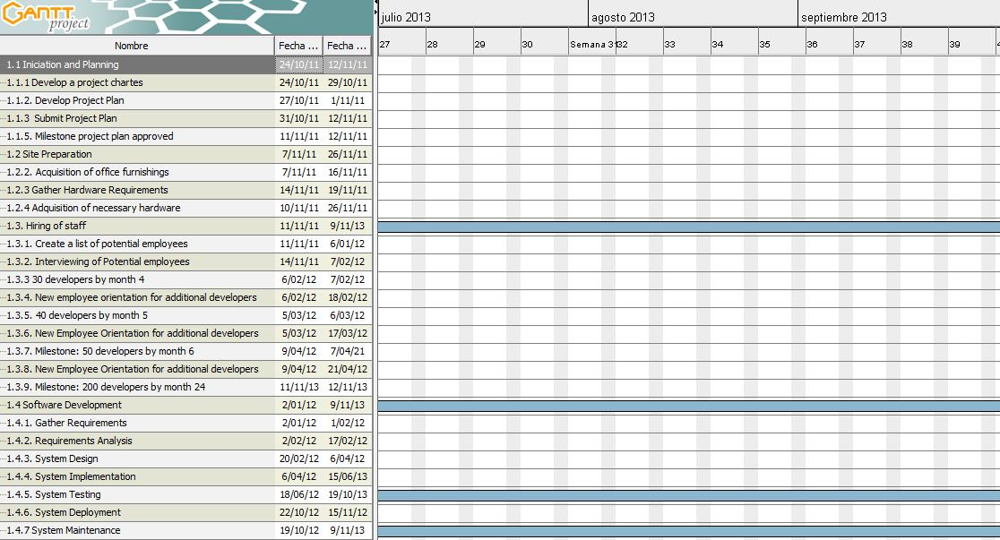 GANTT
project
julio 2013 agosto 2013 septiembre 2013
Nombre Fecha ... Fecha ... 27 28 29 30 Semana 31 32 33 34 35 36 37 38 39
1.1 Iniciation and Planning 24/10/11 12/11/11
1.1.1 Develop a project chartes 24/10/11 29/10/11
1.1.2. Develop Project Plan 27/10/11 1/11/11
1.1.3 Submit Project Plan 31/10/11 12/11/11
1.1.5. Milestone project plan approved 11/11/11 12/11/11
1.2 Site Preparation 7/11/11 26/11/11
1.2.2. Acquisition of office furnishings 7/11/11 16/11/11
1.2.3 Gather Hardware Requirements 14/11/11 19/11/11
1.2.4 Adquisition of necessary hardware 10/11/11 26/11/11
1.3. Hiring of staff 11/11/11 9/11/13
1.3.1. Create a list of potential employees 11/11/11 6/01/12
1.3.2. Interviewing of Potential employees 14/11/11 7/02/12
1.3.3 30 developers by month 4 6/02/12 7/02/12
1.3.4. New employee orientation for additional developers 6/02/12 18/02/12
1.3.5. 40 developers by month 5 5/03/12 6/03/12
1.3.6. New Employee Orientation for additional developers 5/03/12 17/03/12
1.3.7. Milestone: 50 developers by month 6 9/04/12 7/04/21
1.3.8. New Employee Orientation for additional developers 9/04/12 21/04/12
1.3.9. Milestone: 200 developers by month 24 11/11/13 12/11/13
1.4 Software Development 2/01/12 9/11/13
1.4.1. Gather Requirements 2/01/12 1/02/12
1.4.2. Requirements Analysis 2/02/12 17/02/12
1.4.3. System Design 20/02/12 6/04/12
1.4.4. System Implementation 6/04/12 15/06/13
1.4.5. System Testing 18/06/12 19/10/13
1.4.6. System Deployment 22/10/12 15/11/12
1.4.7 System Maintenance 19/10/12 9/11/13